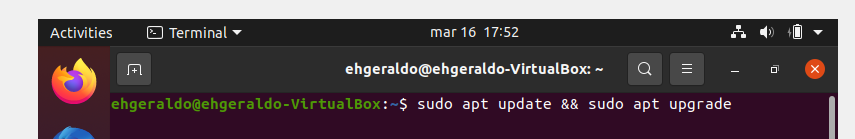 Activities Terminal mar 16 17:52
ehgeraldo@ehgeraldo-VirtualBox: ~
ehgeraldo@ehgeraldo-VirtualBox:~$ sudo apt update && sudo apt upgrade